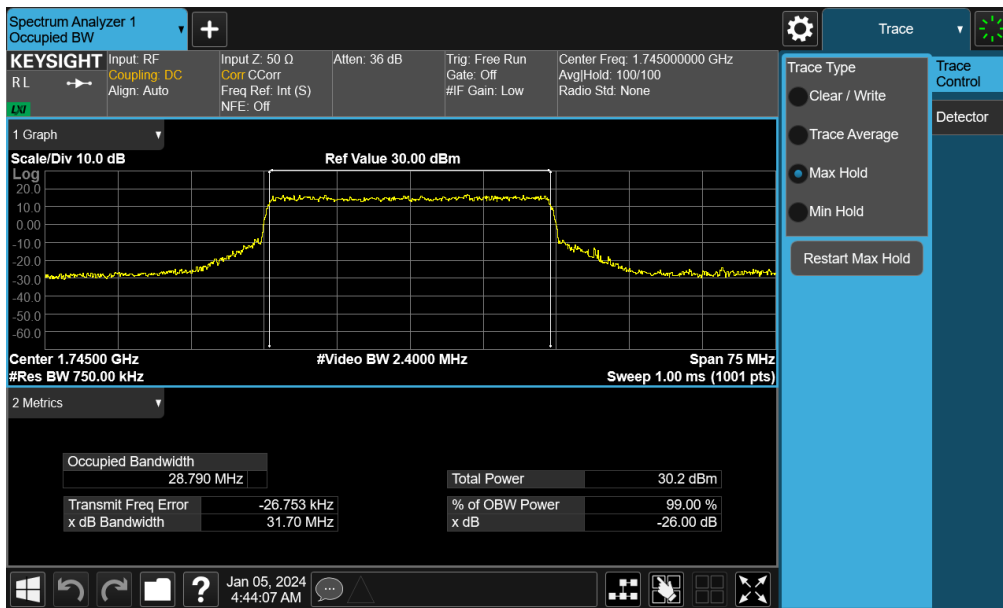 Spectrum Analyzer 1
Occupied BW
+
Trace
KEYSIGHT
R L
LXI
Input: RF
Coupling: DC
Align: Auto
Input Z: 50 Ω
Corr CCorr
Freq Ref: Int (S)
NFE: Off
Atten: 36 dB
Trig: Free Run
Gate: Off
#IF Gain: Low
Center Freq: 1.745000000 GHz
Avg|Hold: 100/100
Radio Std: None
Trace Type
Clear / Write
Trace Average
Max Hold
Min Hold
Restart Max Hold
Trace
Control
Detector
1 Graph
Scale/Div 10.0 dB
Ref Value 30.00 dBm
Log
20.0
10.0
0.00
-10.0
-20.0
-30.0
-40.0
-50.0
-60.0
Center 1.74500 GHz
#Video BW 2.4000 MHz
Span 75 MHz
#Res BW 750.00 kHz
Sweep 1.00 ms (1001 pts)
2 Metrics
Occupied Bandwidth
28.790 MHz
Total Power 30.2 dBm
Transmit Freq Error -26.753 kHz
% of OBW Power 99.00 %
x dB Bandwidth 31.70 MHz
x dB -26.00 dB
?
Jan 05, 2024
4:44:07 AM